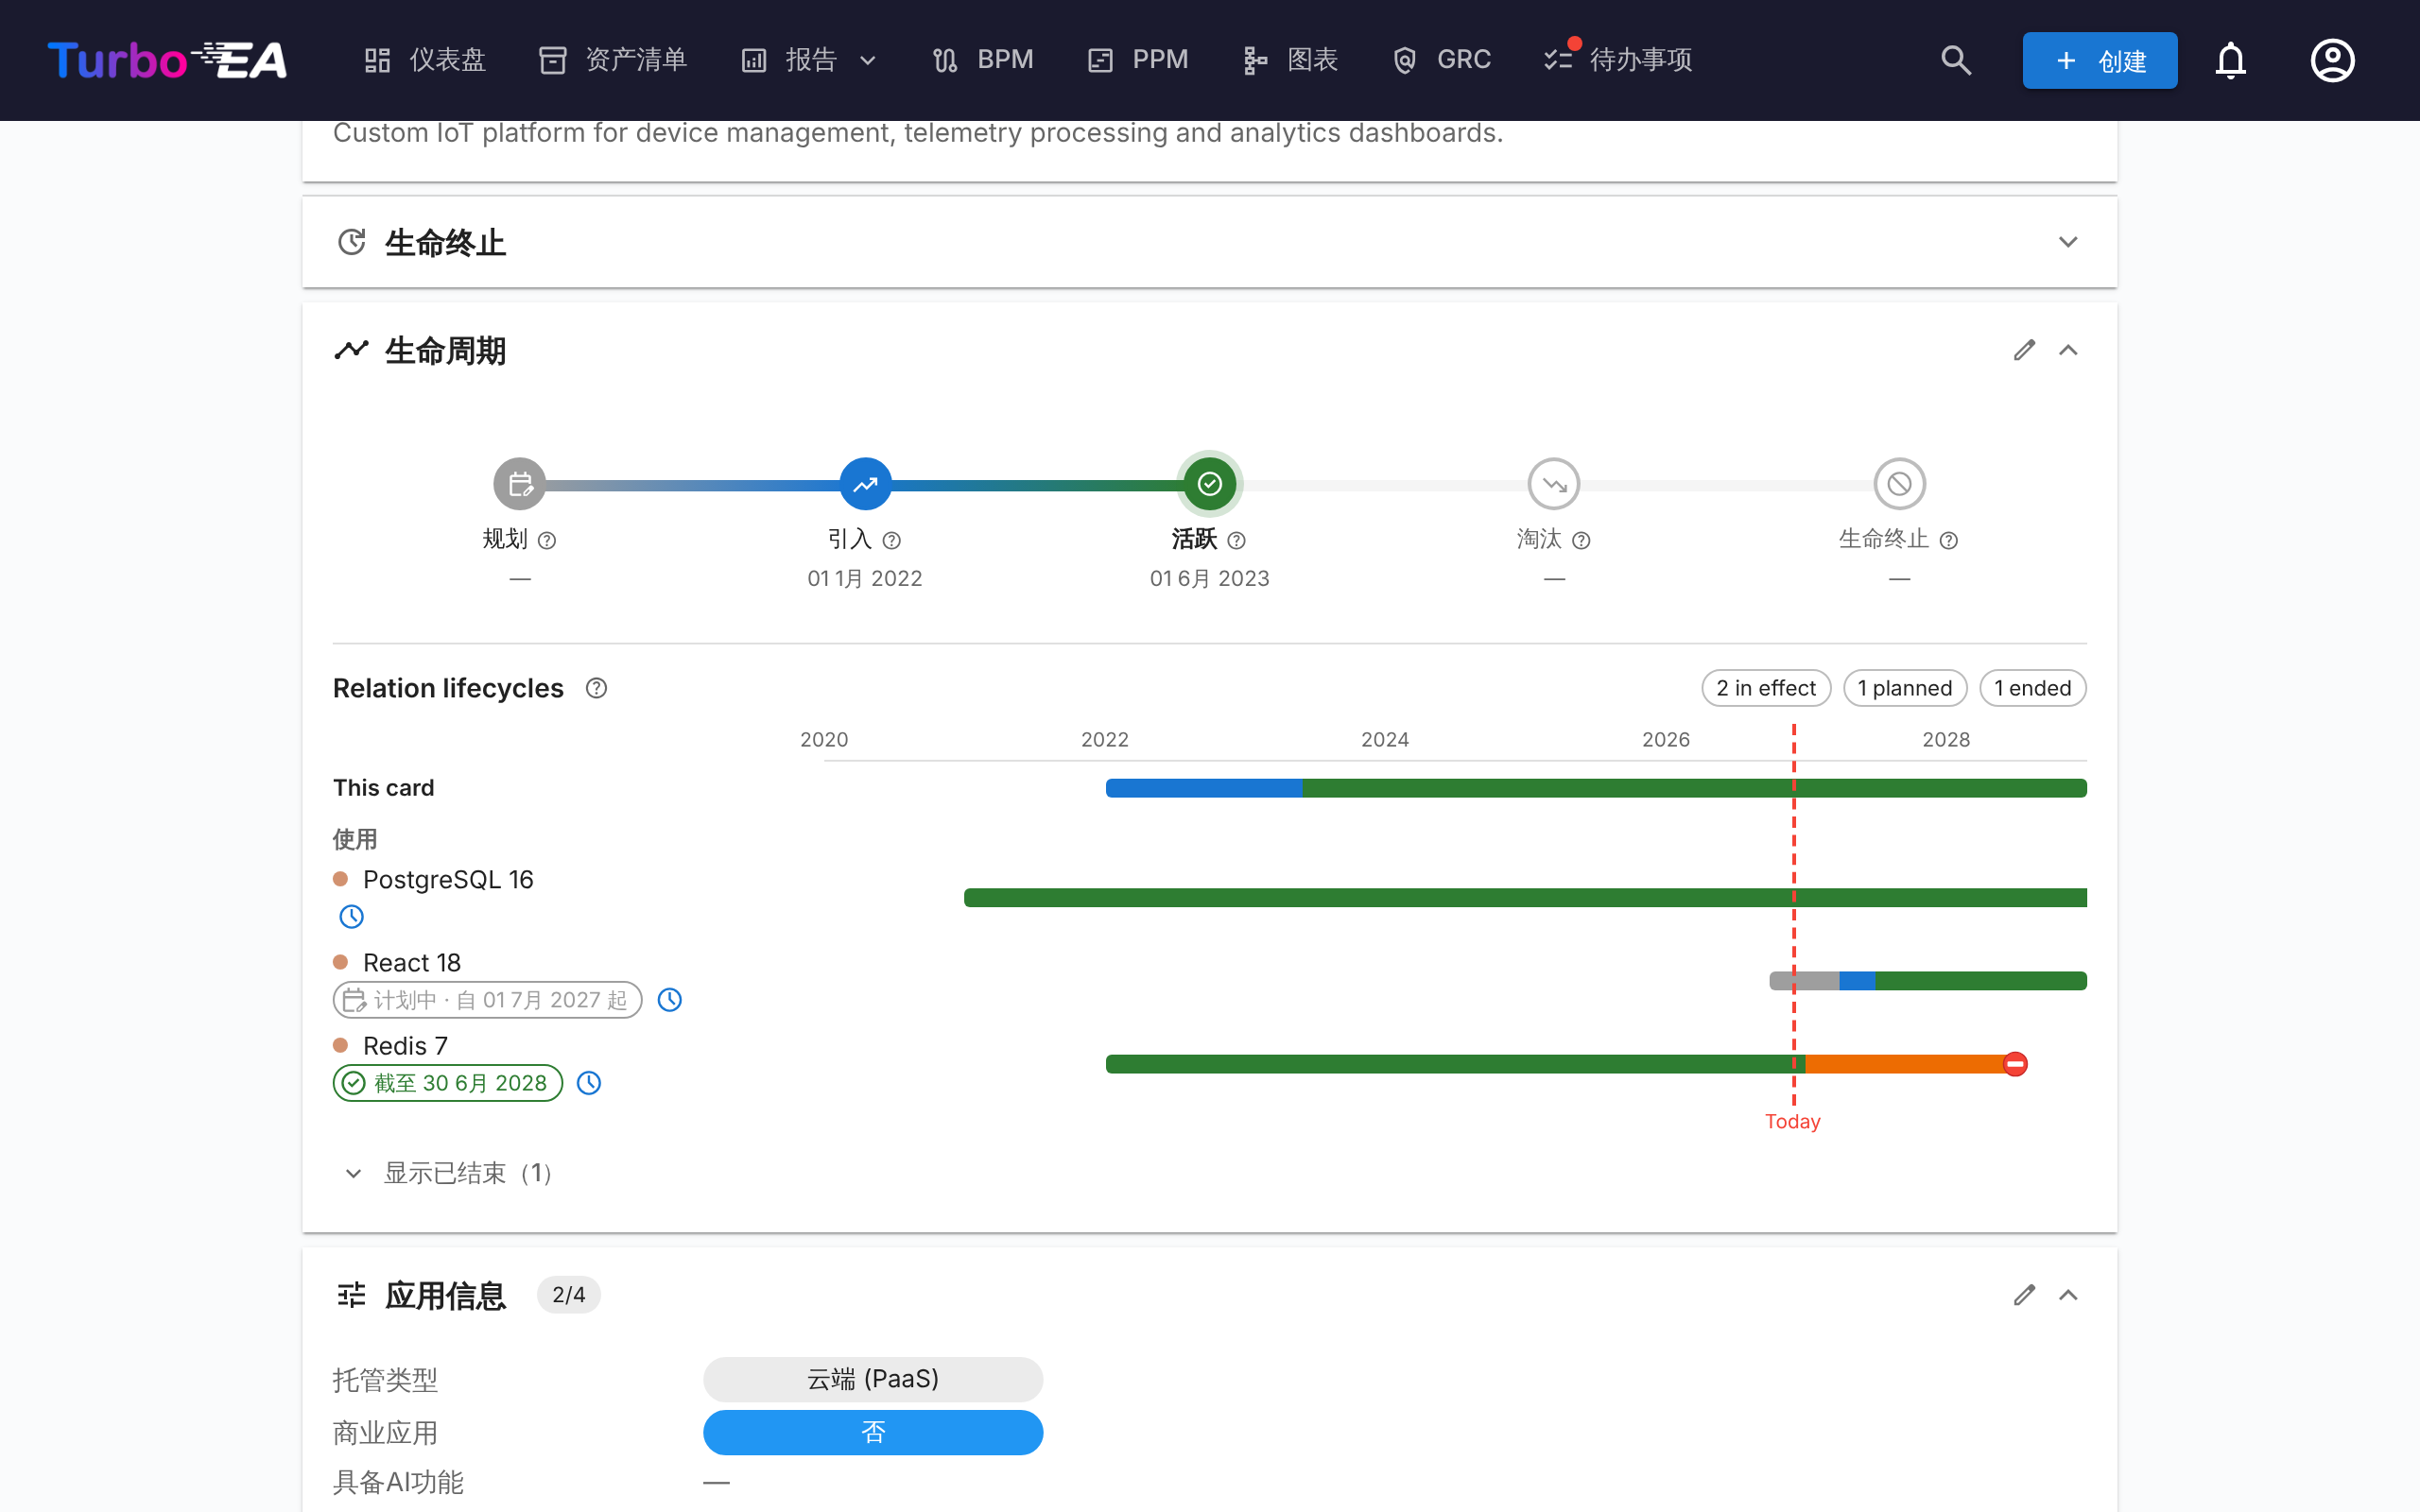 Turbo EA 仪表盘 资产清单 报告 BPM PPM 图表 GRC 待办事项 + 创建
Custom IoT platform for device management, telemetry processing and analytics dashboards.
生命终止
生命周期
规划 引入 活跃 淘汰 生命终止
— 01 1月 2022 01 6月 2023 — —
Relation lifecycles 2 in effect 1 planned 1 ended
2020 2022 2024 2026 2028
This card
使用
PostgreSQL 16
React 18
计划中 · 自 01 7月 2027 起
Redis 7
截至 30 6月 2028
Today
显示已结束（1）
应用信息 2/4
托管类型 云端 (PaaS)
商业应用 否
具备AI功能 —